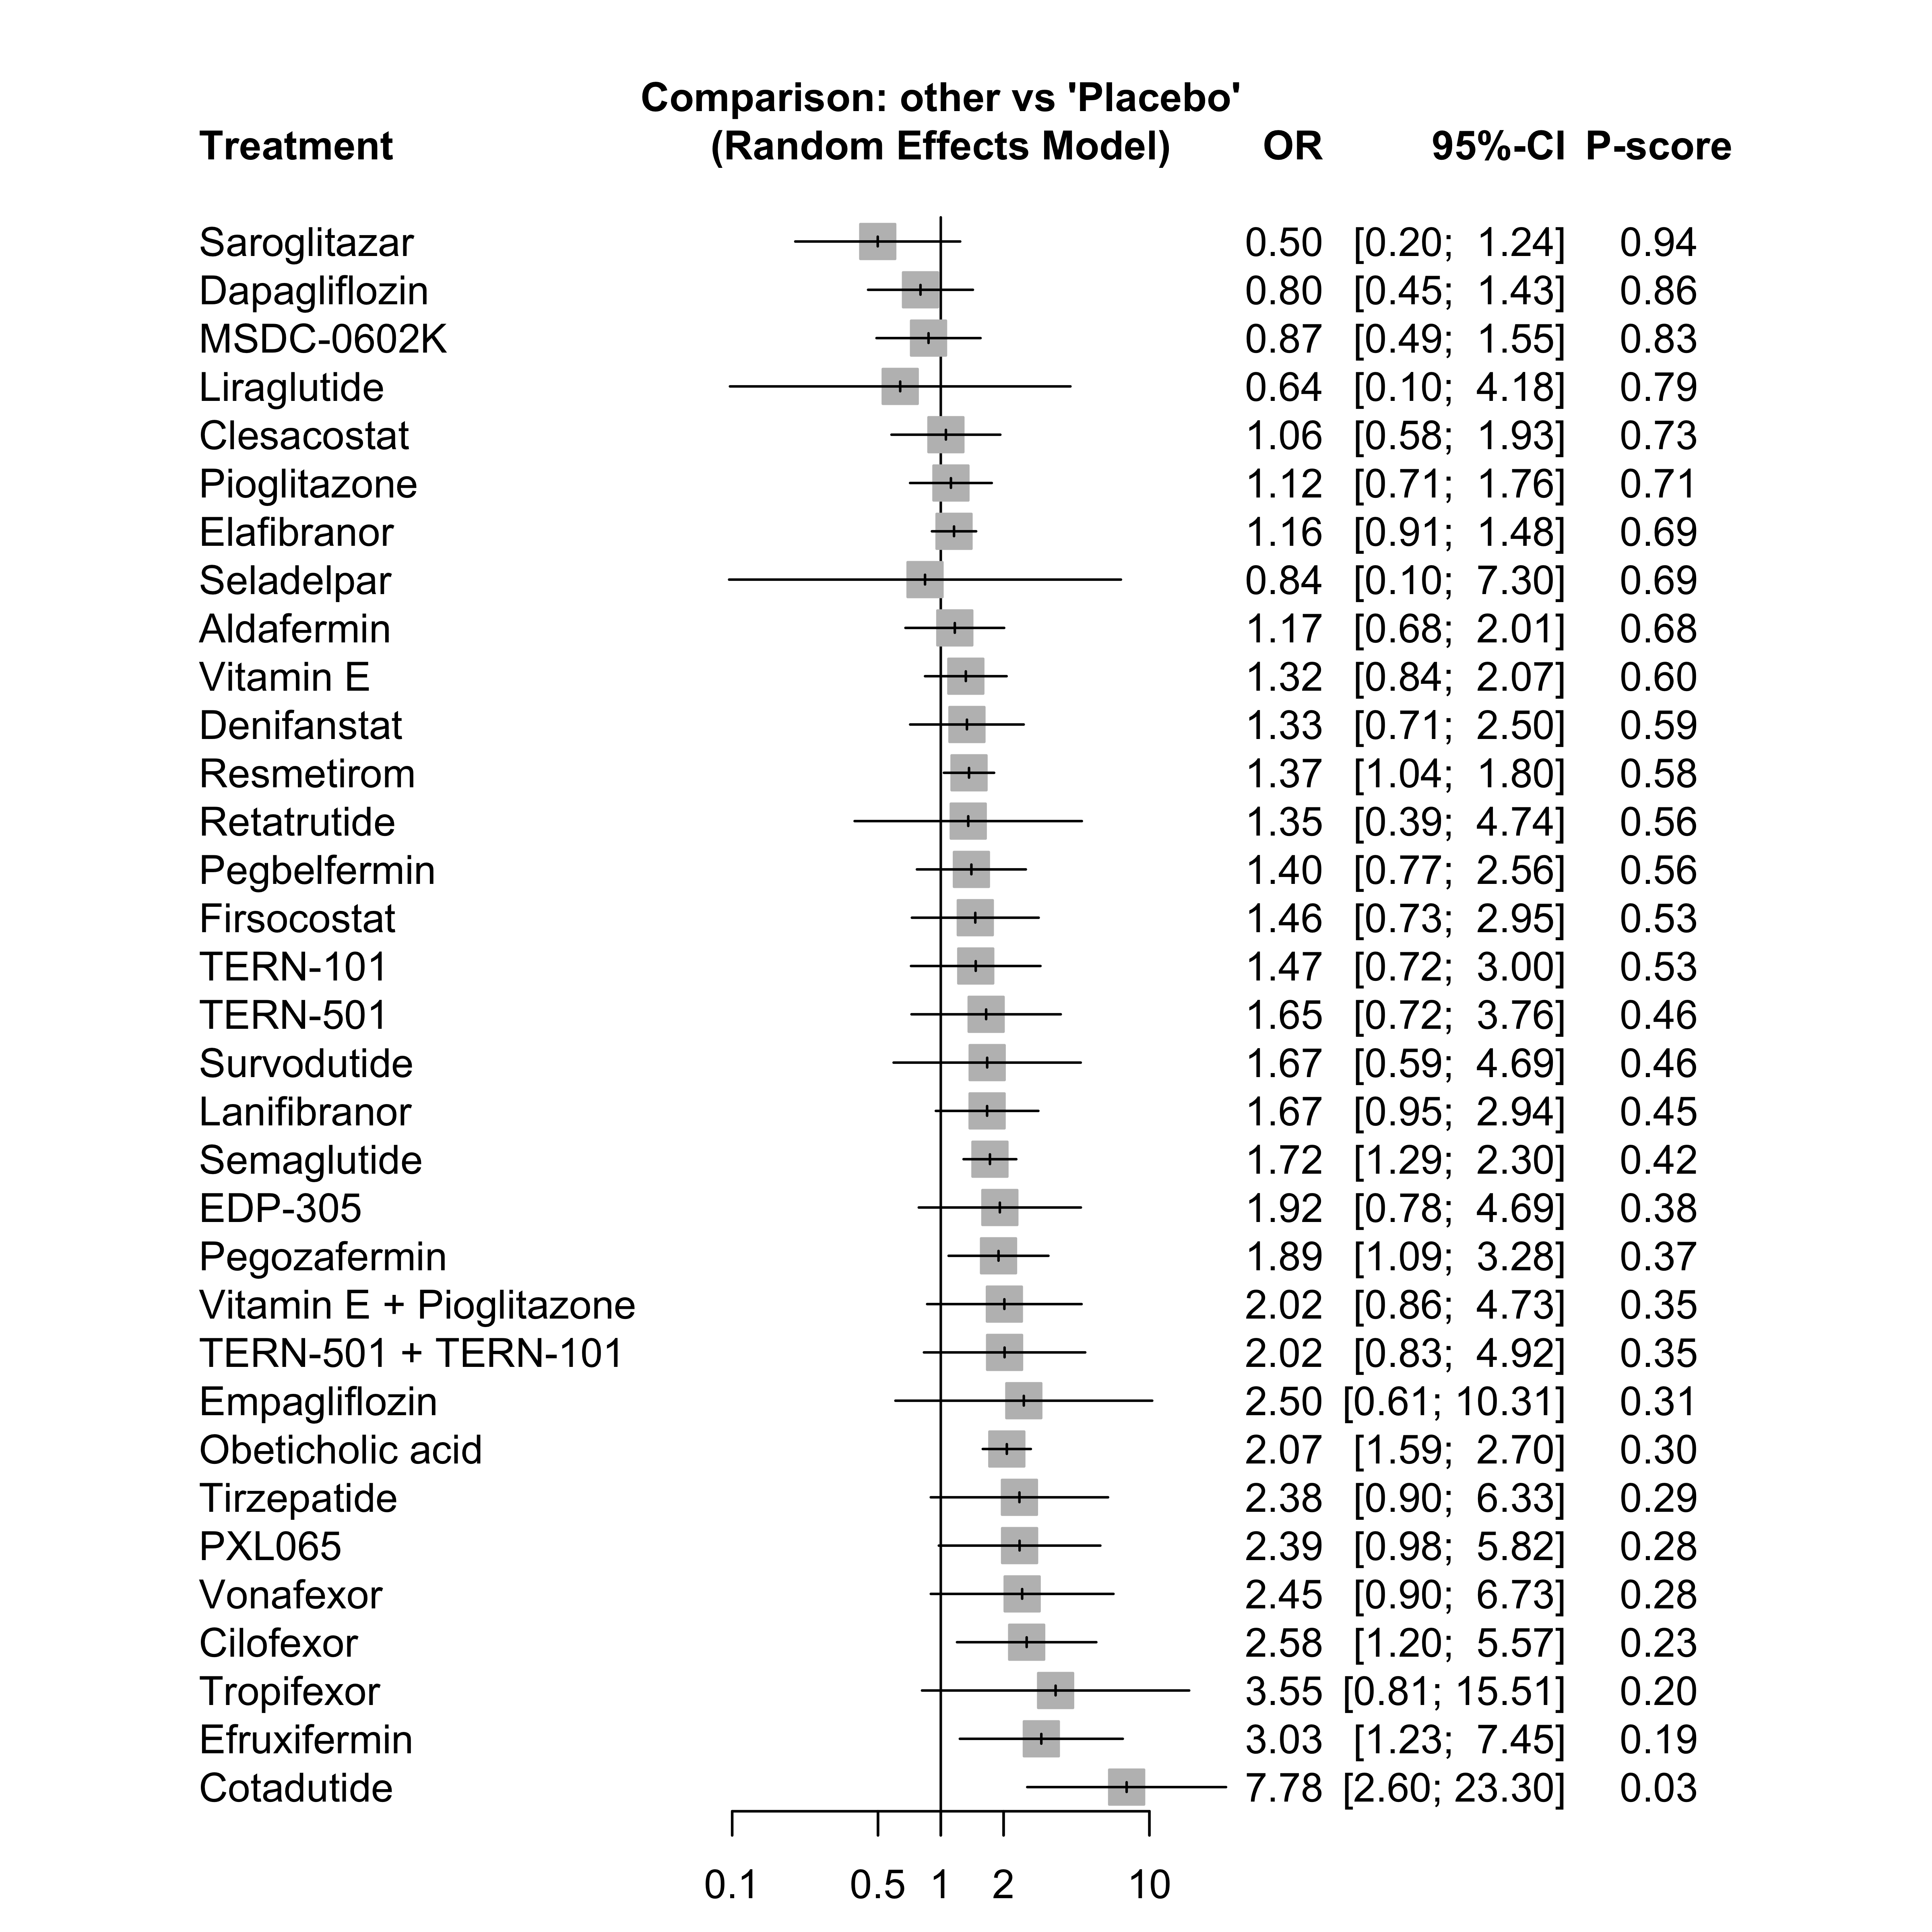 Comparison: other vs 'Placebo'
Treatment (Random Effects Model) OR 95%-CI P-score
Saroglitazar 0.50 [0.20; 1.24] 0.94
Dapagliflozin 0.80 [0.45; 1.43] 0.86
MSDC-0602K 0.87 [0.49; 1.55] 0.83
Liraglutide 0.64 [0.10; 4.18] 0.79
Clesacostat 1.06 [0.58; 1.93] 0.73
Pioglitazone 1.12 [0.71; 1.76] 0.71
Elafibranor 1.16 [0.91; 1.48] 0.69
Seladelpar 0.84 [0.10; 7.30] 0.69
Aldafermin 1.17 [0.68; 2.01] 0.68
Vitamin E 1.32 [0.84; 2.07] 0.60
Denifanstat 1.33 [0.71; 2.50] 0.59
Resmetirom 1.37 [1.04; 1.80] 0.58
Retatrutide 1.35 [0.39; 4.74] 0.56
Pegbelfermin 1.40 [0.77; 2.56] 0.56
Firsocostat 1.46 [0.73; 2.95] 0.53
TERN-101 1.47 [0.72; 3.00] 0.53
TERN-501 1.65 [0.72; 3.76] 0.46
Survodutide 1.67 [0.59; 4.69] 0.46
Lanifibranor 1.67 [0.95; 2.94] 0.45
Semaglutide 1.72 [1.29; 2.30] 0.42
EDP-305 1.92 [0.78; 4.69] 0.38
Pegozafermin 1.89 [1.09; 3.28] 0.37
Vitamin E + Pioglitazone 2.02 [0.86; 4.73] 0.35
TERN-501 + TERN-101 2.02 [0.83; 4.92] 0.35
Empagliflozin 2.50 [0.61; 10.31] 0.31
Obeticholic acid 2.07 [1.59; 2.70] 0.30
Tirzepatide 2.38 [0.90; 6.33] 0.29
PXL065 2.39 [0.98; 5.82] 0.28
Vonafexor 2.45 [0.90; 6.73] 0.28
Cilofexor 2.58 [1.20; 5.57] 0.23
Tropifexor 3.55 [0.81; 15.51] 0.20
Efruxifermin 3.03 [1.23; 7.45] 0.19
Cotadutide 7.78 [2.60; 23.30] 0.03
0.1 0.5 1 2 10